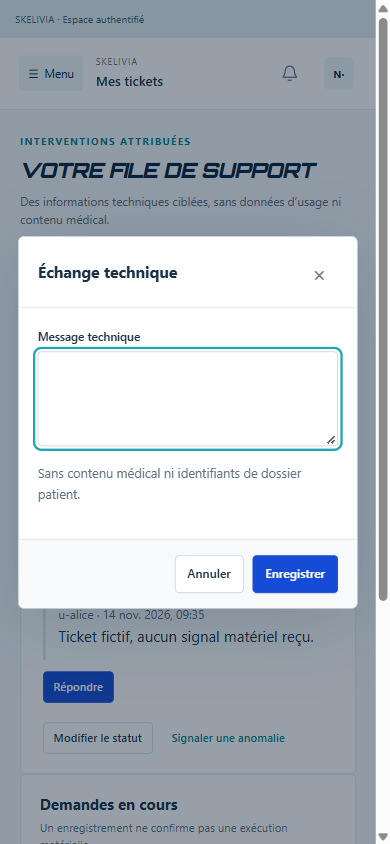 SKELIVIA · Espace authentifié
☰ Menu
SKELIVIA
Mes tickets
N·
INTERVENTIONS ATTRIBUÉES
VOTRE FILE DE SUPPORT
Des informations techniques ciblées, sans données d'usage ni
contenu médical.
Échange technique
×
Message technique
Sans contenu médical ni identifiants de dossier
patient.
Annuler
Enregistrer
u-alice · 14 nov. 2026, 09:35
Ticket fictif, aucun signal matériel reçu.
Répondre
Modifier le statut
Signaler une anomalie
Demandes en cours
Un enregistrement ne confirme pas une exécution
matérielle.